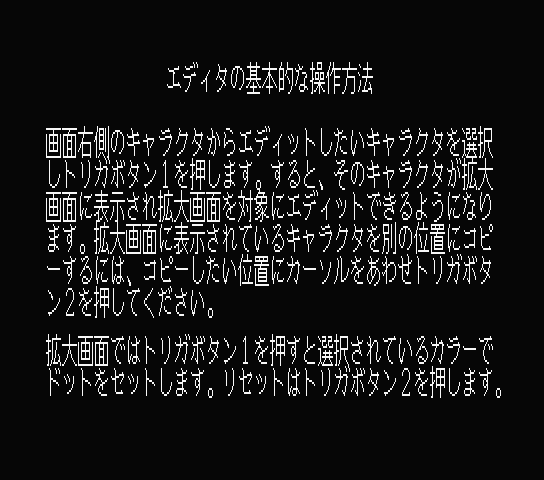 エディタの基本的な操作方法
画面右側のキャラクタからエディットしたいキャラクタを選択
しトリガボタン1を押します。すると、そのキャラクタが拡大
画面に表示され拡大画面を対象にエディットできるようになり
ます。拡大画面に表示されているキャラクタを別の位置にコピ
ーするには、コピーしたい位置にカーソルをあわせトリガボタ
ン2を押してください。
拡大画面ではトリガボタン1を押すと選択されているカラーで
ドットをセットします。リセットはトリガボタン2を押します。